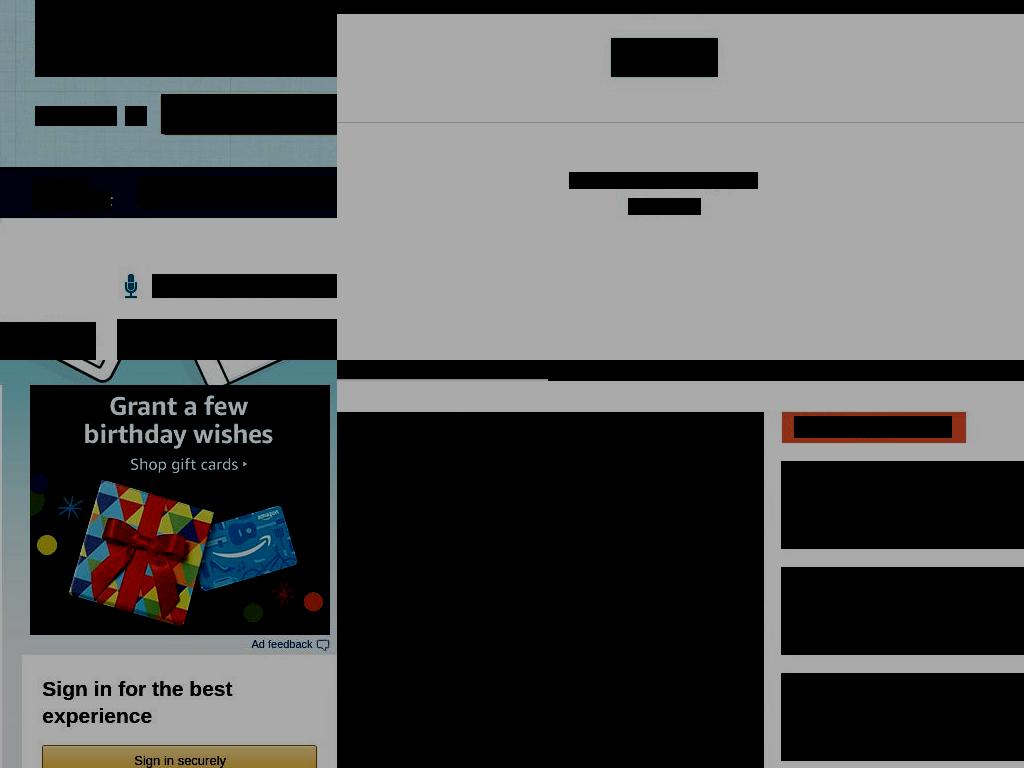 Grant a few
birthday wishes
Shop gift cards ▸
amazon
Ad feedback
Sign in for the best
experience
Sign in securely